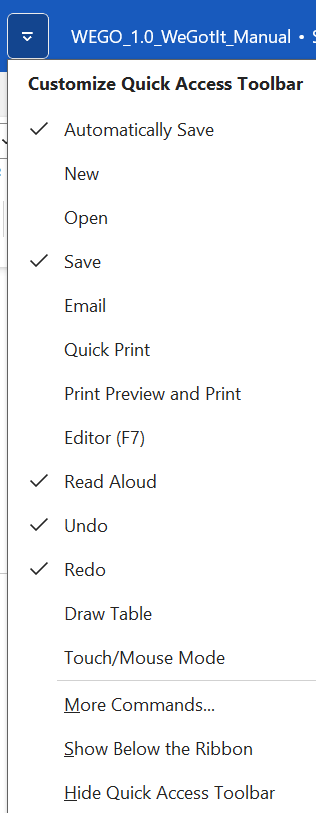 WEGO_1.0_WeGotIt_Manual •
Customize Quick Access Toolbar
Automatically Save
New
Open
Save
Email
Quick Print
Print Preview and Print
Editor (F7)
Read Aloud
Undo
Redo
Draw Table
Touch/Mouse Mode
More Commands...
Show Below the Ribbon
Hide Quick Access Toolbar